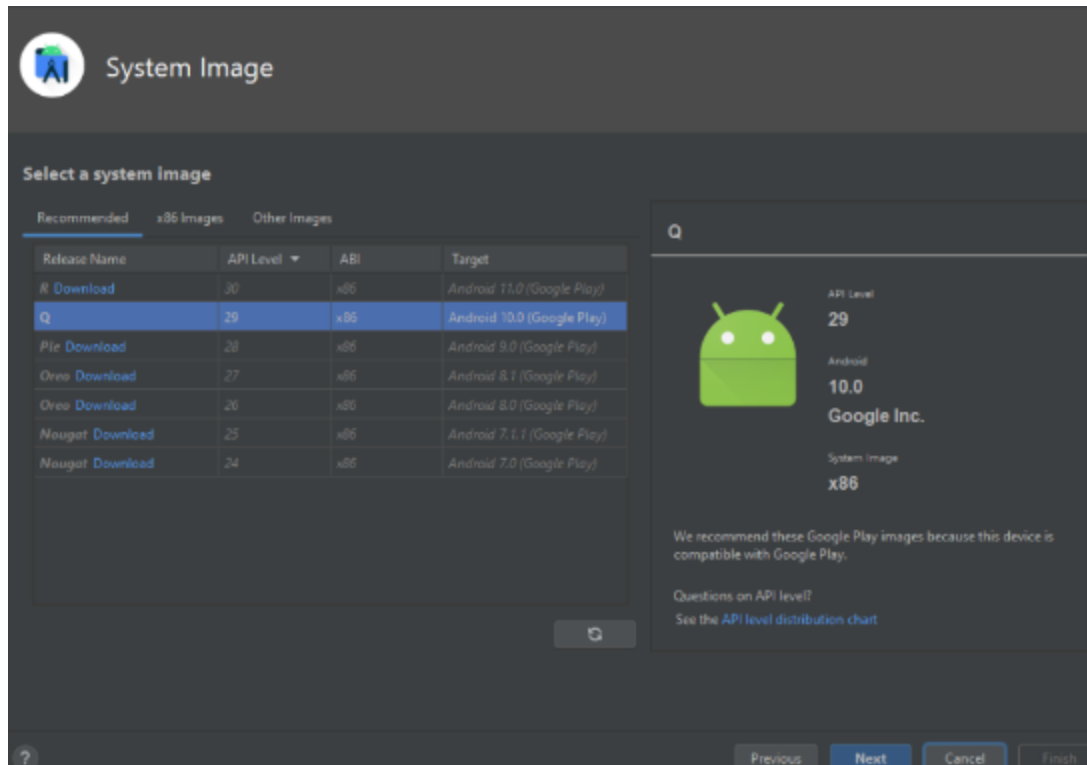 System Image
Select a system image
Recommended x86 Images Other Images
Release Name API Level ABI Target
R Download 30 x86 Android 11.0 (Google Play)
Q 29 x86 Android 10.0 (Google Play)
Pie Download 28 x86 Android 9.0 (Google Play)
Oreo Download 27 x86 Android 8.1 (Google Play)
Oreo Download 26 x86 Android 8.0 (Google Play)
Nougat Download 25 x86 Android 7.1.1 (Google Play)
Nougat Download 24 x86 Android 7.0 (Google Play)
Q
API Level
29
Android
10.0
Google Inc.
System Image
x86
We recommend these Google Play images because this device is
compatible with Google Play.
Questions on API level?
See the API level distribution chart
? Previous Next Cancel Finish